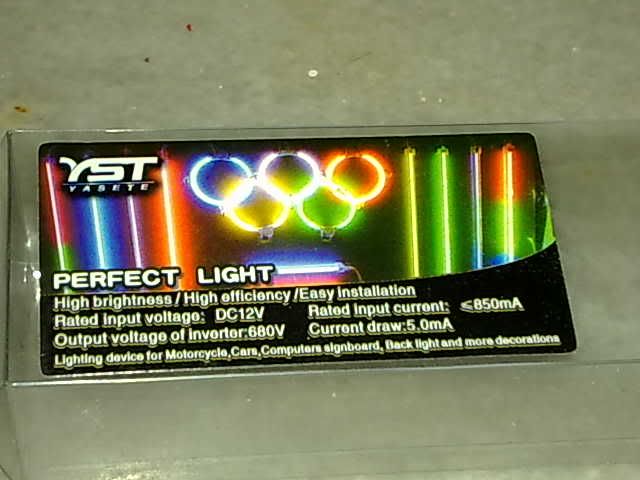 YST
YASETE
PERFECT LIGHT
High brightness / High efficiency /Easy installation
Rated input voltage: DC12V Rated input current: ≤850mA
Output voltage of inverter:680V Current draw:5.0mA
Lighting device for Motorcycle,Cars,Computers signboard, Back light and more decorations